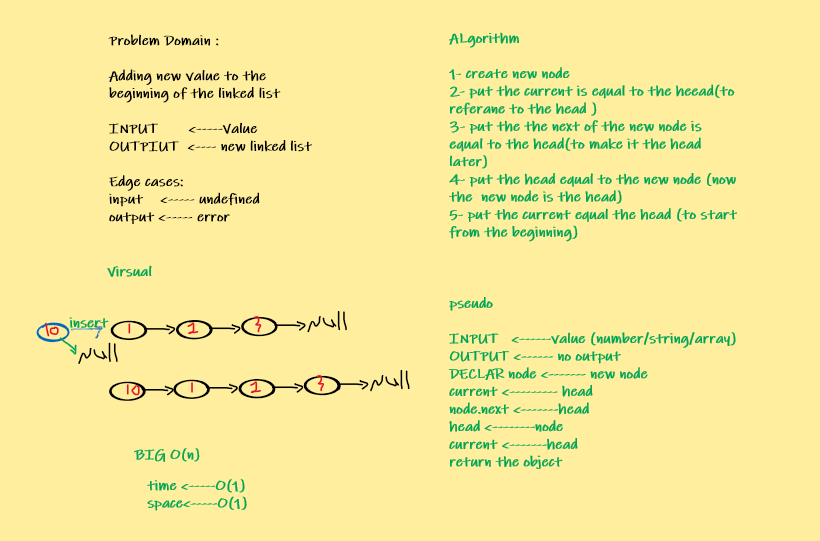 Problem Domain :
Adding new value to the
beginning of the linked list
INPUT <-----Value
OUTPIUT <---- new linked list
Edge cases:
input <----- undefined
output <----- error
Virsual
insert
10
1
2
3
Null
Null
10
1
2
3
Null
BIG O(n)
time <-----O(1)
space<-----O(1)
ALgorithm
1- create new node
2- put the current is equal to the heead(to
referane to the head )
3- put the the next of the new node is
equal to the head(to make it the head
later)
4- put the head equal to the new node (now
the new node is the head)
5- put the current equal the head (to start
from the beginning)
pseudo
INPUT <------value (number/string/array)
OUTPUT <------ no output
DECLAR node <------- new node
current <--------- head
node.next <-------head
head <--------node
current <-------head
return the object